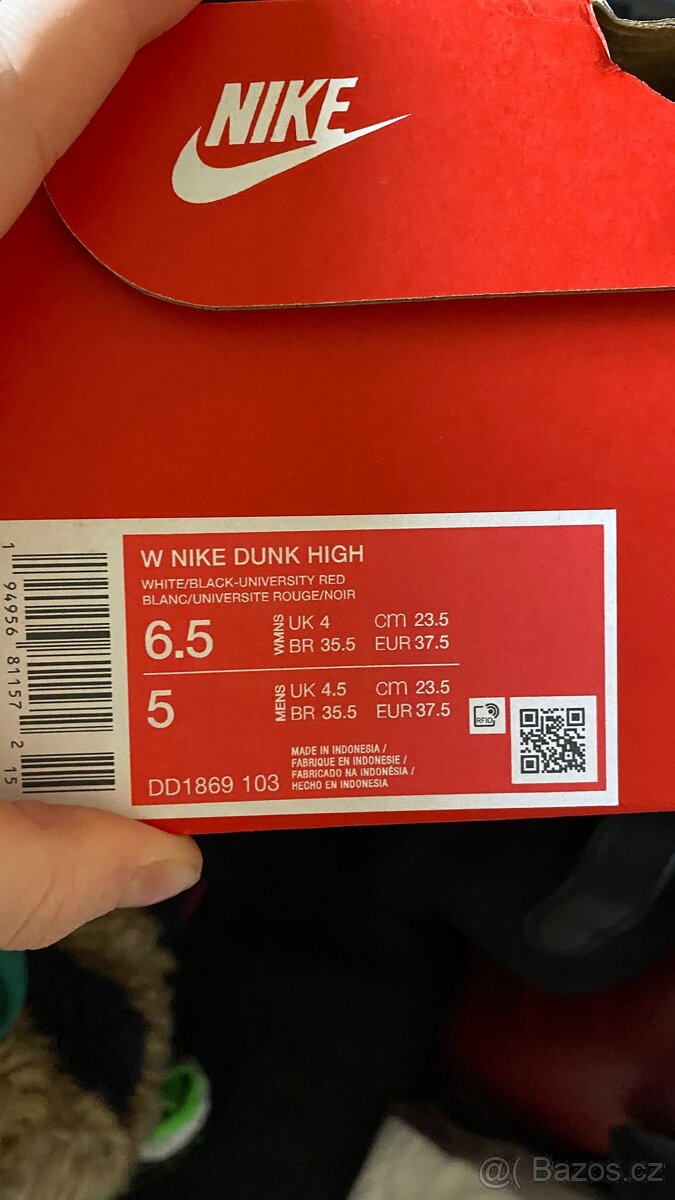 NIKE
W NIKE DUNK HIGH
WHITE/BLACK-UNIVERSITY RED
BLANC/UNIVERSITE ROUGE/NOIR
6.5 WMNS UK 4 cm 23.5
BR 35.5 EUR 37.5
5 MENS UK 4.5 cm 23.5
BR 35.5 EUR 37.5
RFID
MADE IN INDONESIA /
FABRIQUE EN INDONESIE /
FABRICADO NA INDONÉSIA /
HECHO EN INDONESIA
DD1869 103
1 94956 81157 2 15
@( Bazos.cz